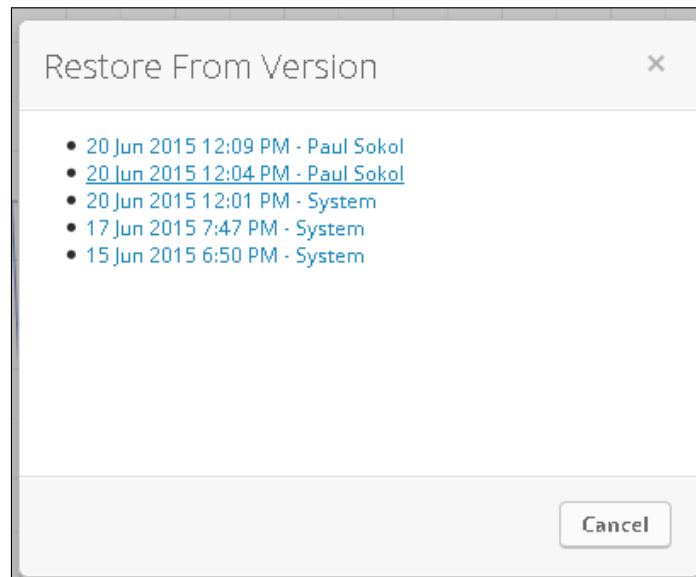 Restore From Version
×
20 Jun 2015 12:09 PM - Paul Sokol
20 Jun 2015 12:04 PM - Paul Sokol
20 Jun 2015 12:01 PM - System
17 Jun 2015 7:47 PM - System
15 Jun 2015 6:50 PM - System
Cancel